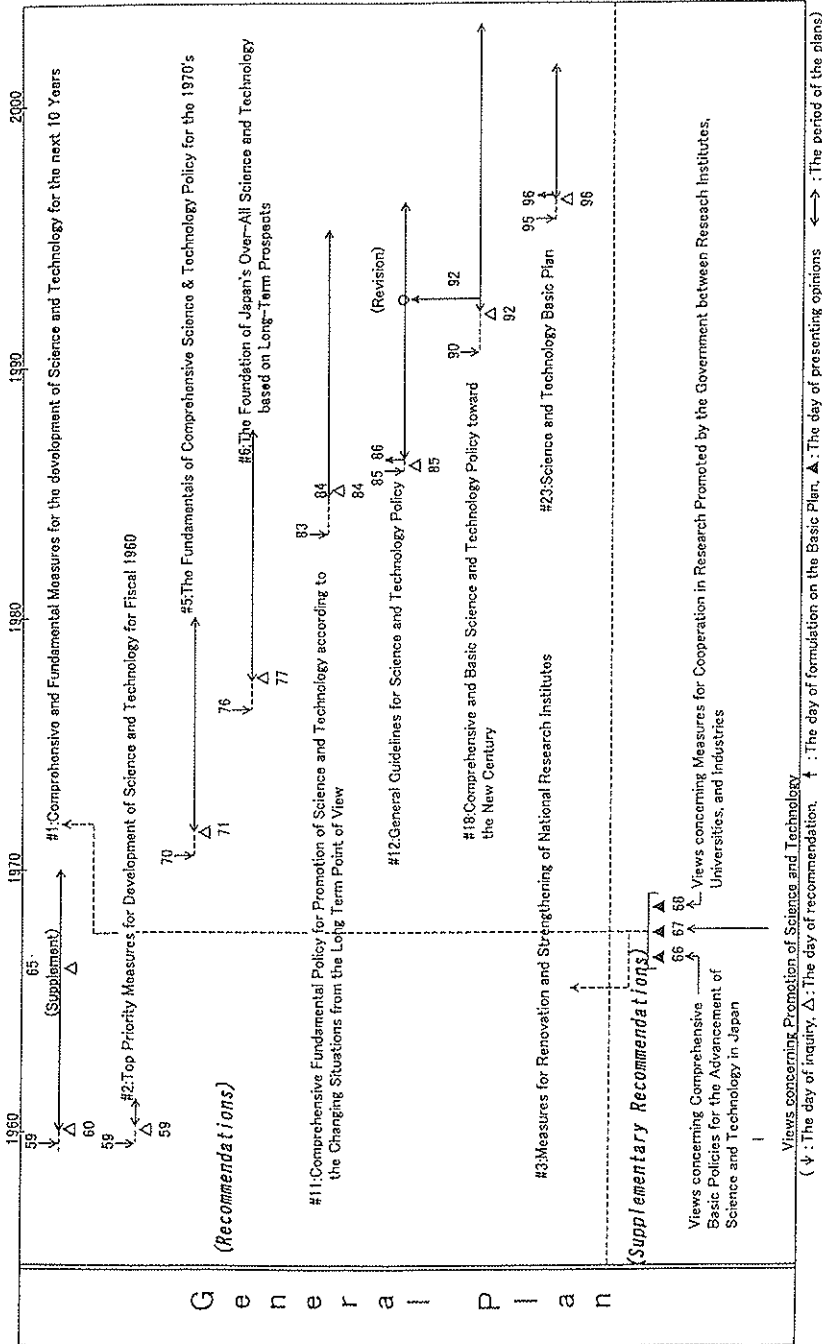 1960
1970
1980
1990
2000
General Plan
59
60
(Supplement)
65
#1:Comprehensive and Fundamental Measures for the development of Science and Technology for the next 10 Years
59
59
#2:Top Priority Measures for Development of Science and Technology for Fiscal 1960
70
71
#5:The Fundamentals of Comprehensive Science & Technology Policy for the 1970's
(Recommendations)
76
77
#6:The Foundation of Japan's Over-All Science and Technology
based on Long-Term Prospects
#11:Comprehensive Fundamental Policy for Promotion of Science and Technology according to
the Changing Situations from the Long Term Point of View
83
84
84
#12:General Guidelines for Science and Technology Policy
85
86
85
(Revision)
92
#18:Comprehensive and Basic Science and Technology Policy toward
the New Century
90
92
#3:Measures for Renovation and Strengthening of National Research Institutes
#23:Science and Technology Basic Plan
95
96
96
(Supplementary Recommendations)
66
67
68
Views concerning Comprehensive
Basic Policies for the Advancement of
Science and Technology in Japan
Views concerning Measures for Cooperation in Research Promoted by the Government between Reseach Institutes,
Universities, and Industries
Views concerning Promotion of Science and Technology
(↓:The day of inquiry, △:The day of recommendation, ↑:The day of formulation on the Basic Plan, ▲:The day of presenting opinions ←→:The period of the plans)